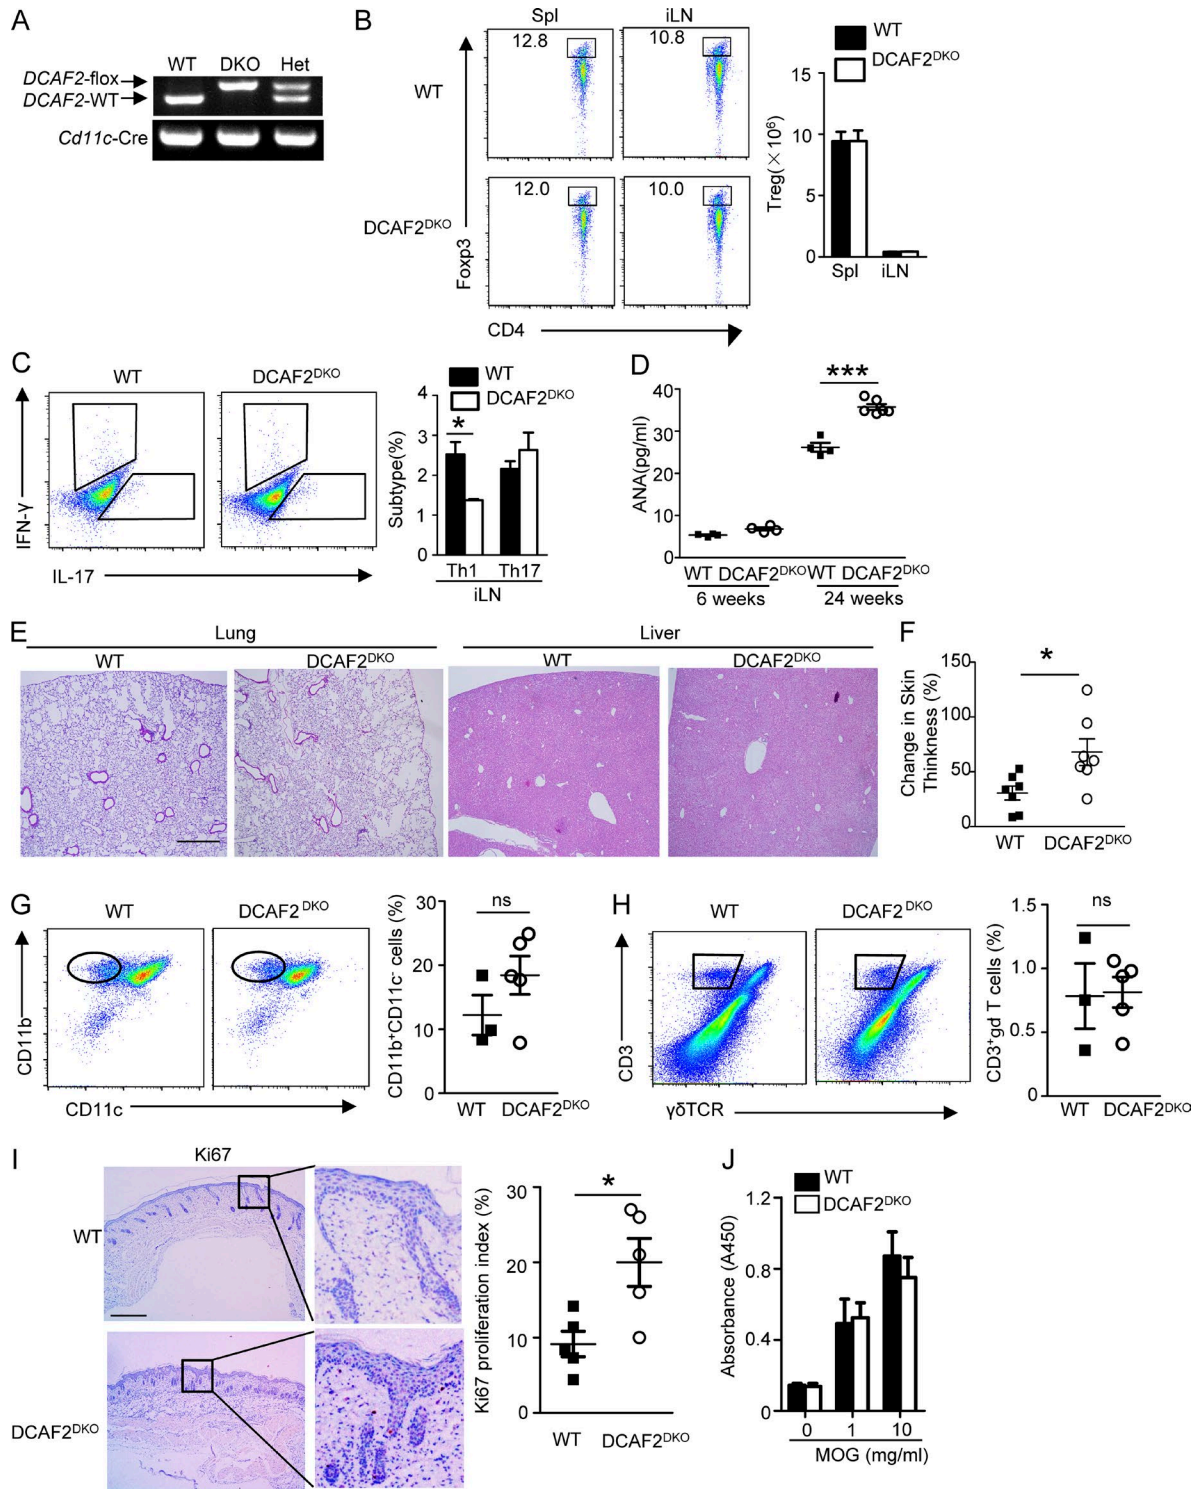 A
WT DKO Het
DCAF2-flox
DCAF2-WT
Cd11c-Cre
B
Spl iLN
12.8 10.8
WT
12.0 10.0
DCAF2DKO
Foxp3
CD4
WT
DCAF2DKO
15
10
5
0
Treg(×10⁶)
Spl iLN
C
WT DCAF2DKO
IFN-γ
IL-17
WT
DCAF2DKO
4
3
2
1
0
*
Subtype(%)
Th1 Th17
iLN
D
***
40
30
20
10
0
ANA(pg/ml)
WT DCAF2DKO WT DCAF2DKO
6 weeks 24 weeks
E
Lung Liver
WT DCAF2DKO WT DCAF2DKO
F
150
100
50
0
*
Change in Skin
Thinkness (%)
WT DCAF2DKO
G
WT DCAF2DKO
CD11b
CD11c
30
20
10
0
ns
CD11b⁺CD11c⁻ cells (%)
WT DCAF2DKO
H
WT DCAF2DKO
CD3
γδTCR
1.5
1.0
0.5
0
ns
CD3⁺gd T cells (%)
WT DCAF2DKO
I
Ki67
WT
DCAF2DKO
30
20
10
0
*
Ki67 proliferation index (%)
WT DCAF2DKO
J
WT
DCAF2DKO
1.2
0.8
0.4
0
Absorbance (A450)
0 1 10
MOG (mg/ml)